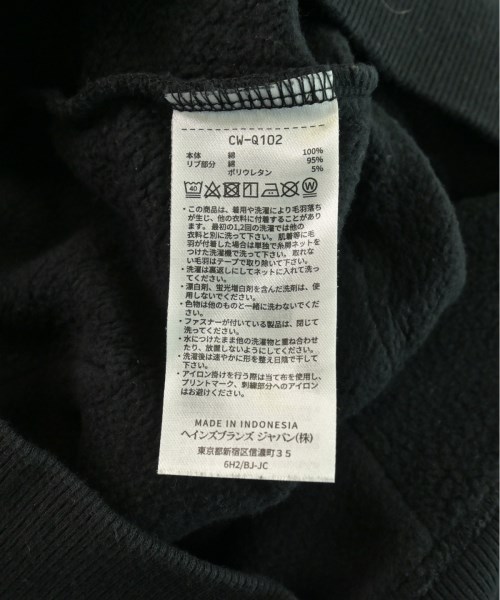 CW-Q102
本体 綿 100%
リブ部分 綿 95%
ポリウレタン 5%
40
W
・この商品は、着用や洗濯により毛羽落ち
が生じ、他の衣料に付着することがあり
ます。最初の1,2回の洗濯では他の
衣料と別に洗って下さい。肌着等に毛
羽が付着した場合は単独で糸屑ネットを
つけた洗濯機で洗って下さい。取れな
い毛羽はテープで取り除いて下さい。
・洗濯は裏返しにしてネットに入れて洗っ
てください。
・漂白剤、蛍光増白剤を含んだ洗剤は、使
用しないでください。
・色物は他のものと一緒に洗わないでくだ
さい。
・ファスナーが付いている製品は、閉じて
洗ってください。
・水につけたまま他の洗濯物と重ね合わせ
たり、放置しないようにしてください。
・洗濯後は速やかに形を整え日陰で干して
下さい。
・アイロン掛けを行う際は当て布を使用し、
プリントマーク、刺繍部分へのアイロン
はお避けください。
MADE IN INDONESIA
ヘインズブランズ ジャパン(株)
東京都新宿区信濃町35
6H2/BJ-JC